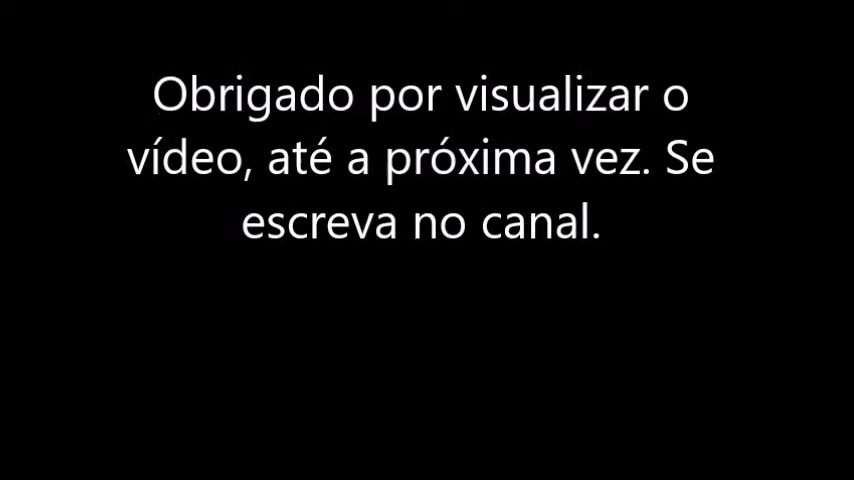 Obrigado por visualizar o
vídeo, até a próxima vez. Se
escreva no canal.